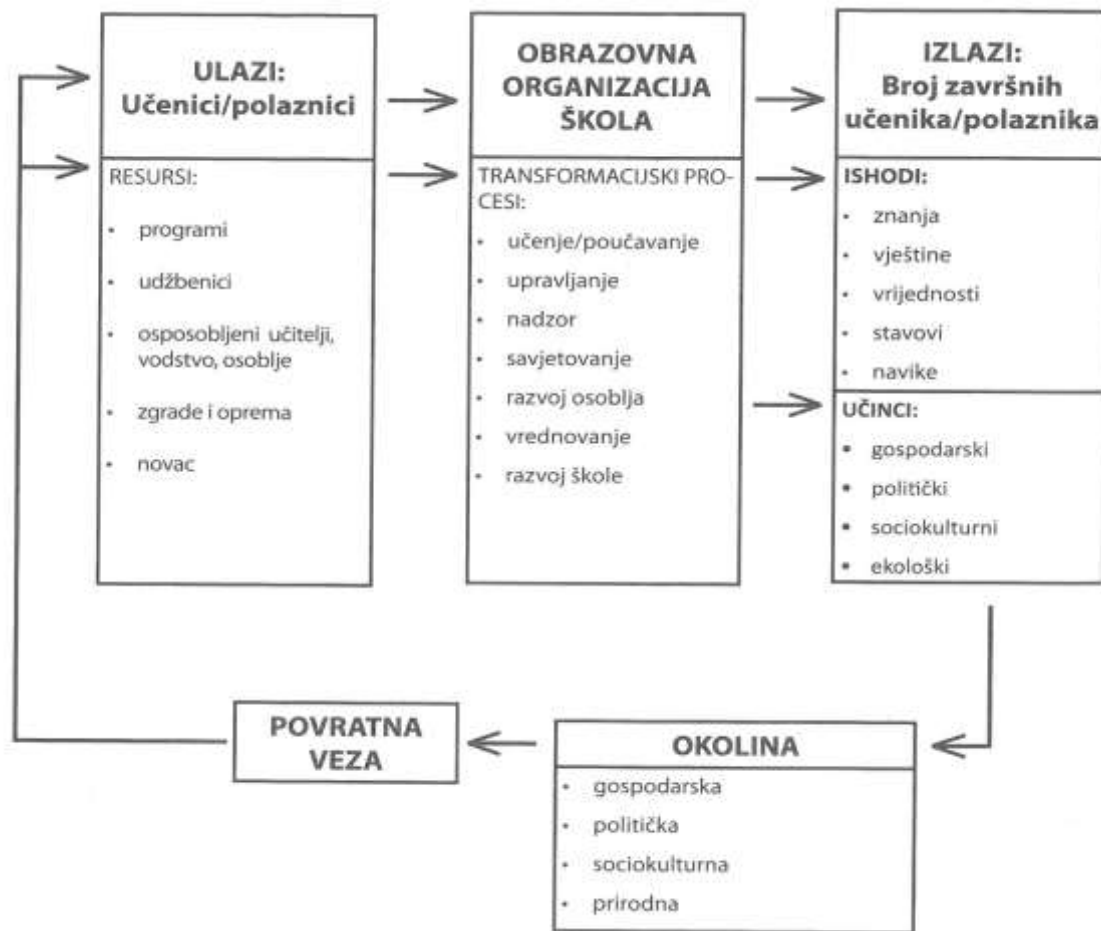 ULAZI:
Učenici/polaznici
RESURSI:
• programi
• udžbenici
• osposobljeni učitelji,
vodstvo, osoblje
• zgrade i oprema
• novac
OBRAZOVNA
ORGANIZACIJA
ŠKOLA
TRANSFORMACIJSKI PRO-
CESI:
• učenje/poučavanje
• upravljanje
• nadzor
• savjetovanje
• razvoj osoblja
• vrednovanje
• razvoj škole
IZLAZI:
Broj završnih
učenika/polaznika
ISHODI:
• znanja
• vještine
• vrijednosti
• stavovi
• navike
UČINCI:
• gospodarski
• politički
• sociokulturni
• ekološki
POVRATNA
VEZA
OKOLINA
• gospodarska
• politička
• sociokulturna
• prirodna